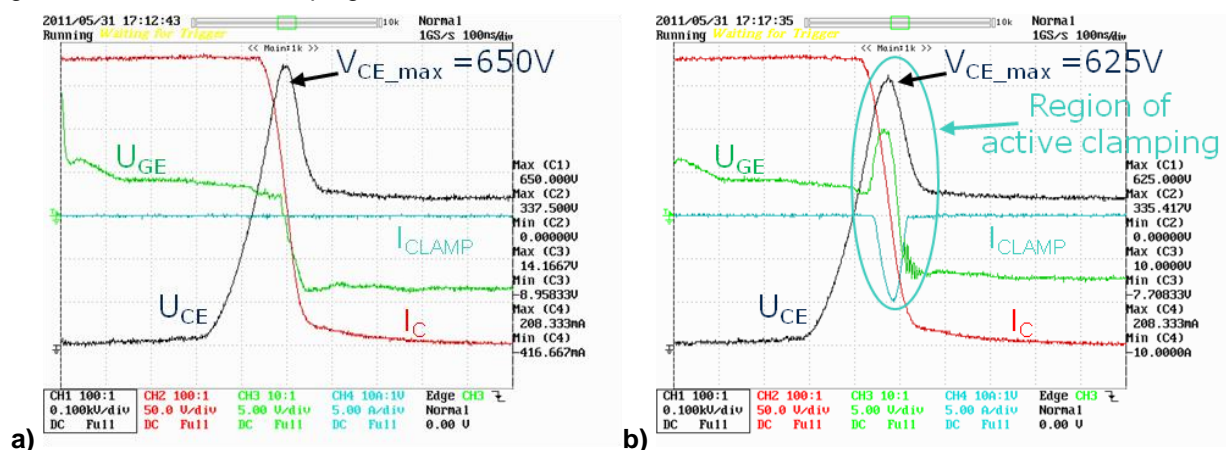 2011/05/31 17:12:43
10k
Normal
Running Waiting for Trigger
1GS/s 100ns/div
<< Main:1k >>
VCE_max =650V
UGE
ICLAMP
UCE
IC
Max (C1)
650.000V
Max (C2)
337.500V
Min (C2)
0.00000V
Max (C3)
14.1667V
Min (C3)
-8.95833V
Max (C4)
208.333mA
Min (C4)
-416.667mA
CH1 100:1 CH2 100:1 CH3 10:1 CH4 10A:1V Edge CH3
0.100kV/div 50.0 V/div 5.00 V/div 5.00 A/div Normal
DC Full DC Full DC Full DC Full 0.00 V
a)
2011/05/31 17:17:35
10k
Normal
Running Waiting for Trigger
1GS/s 100ns/div
<< Main:1k >>
VCE_max =625V
Region of
active clamping
UGE
ICLAMP
UCE
IC
Max (C1)
625.000V
Max (C2)
335.417V
Min (C2)
0.00000V
Max (C3)
10.0000V
Min (C3)
-7.70833V
Max (C4)
208.333mA
Min (C4)
-10.0000A
CH1 100:1 CH2 100:1 CH3 10:1 CH4 10A:1V Edge CH3
0.100kV/div 50.0 V/div 5.00 V/div 5.00 A/div Normal
DC Full DC Full DC Full DC Full 0.00 V
b)